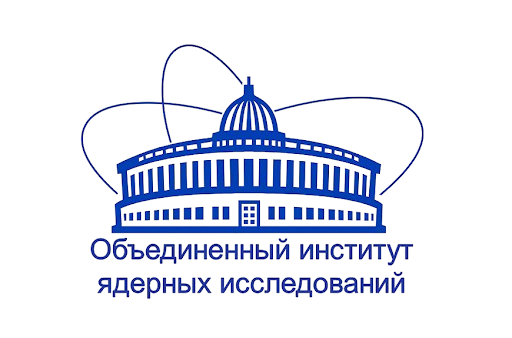 Объединенный институт
ядерных исследований